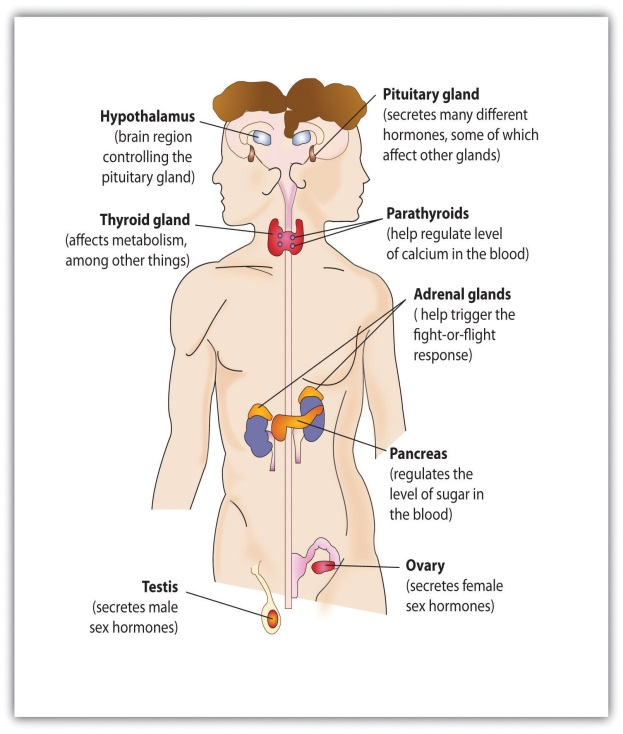 Hypothalamus
(brain region
controlling the
pituitary gland)
Pituitary gland
(secretes many different
hormones, some of which
affect other glands)
Thyroid gland
(affects metabolism,
among other things)
Parathyroids
(help regulate level
of calcium in the blood)
Adrenal glands
( help trigger the
fight-or-flight
response)
Pancreas
(regulates the
level of sugar in
the blood)
Ovary
(secretes female
sex hormones)
Testis
(secretes male
sex hormones)